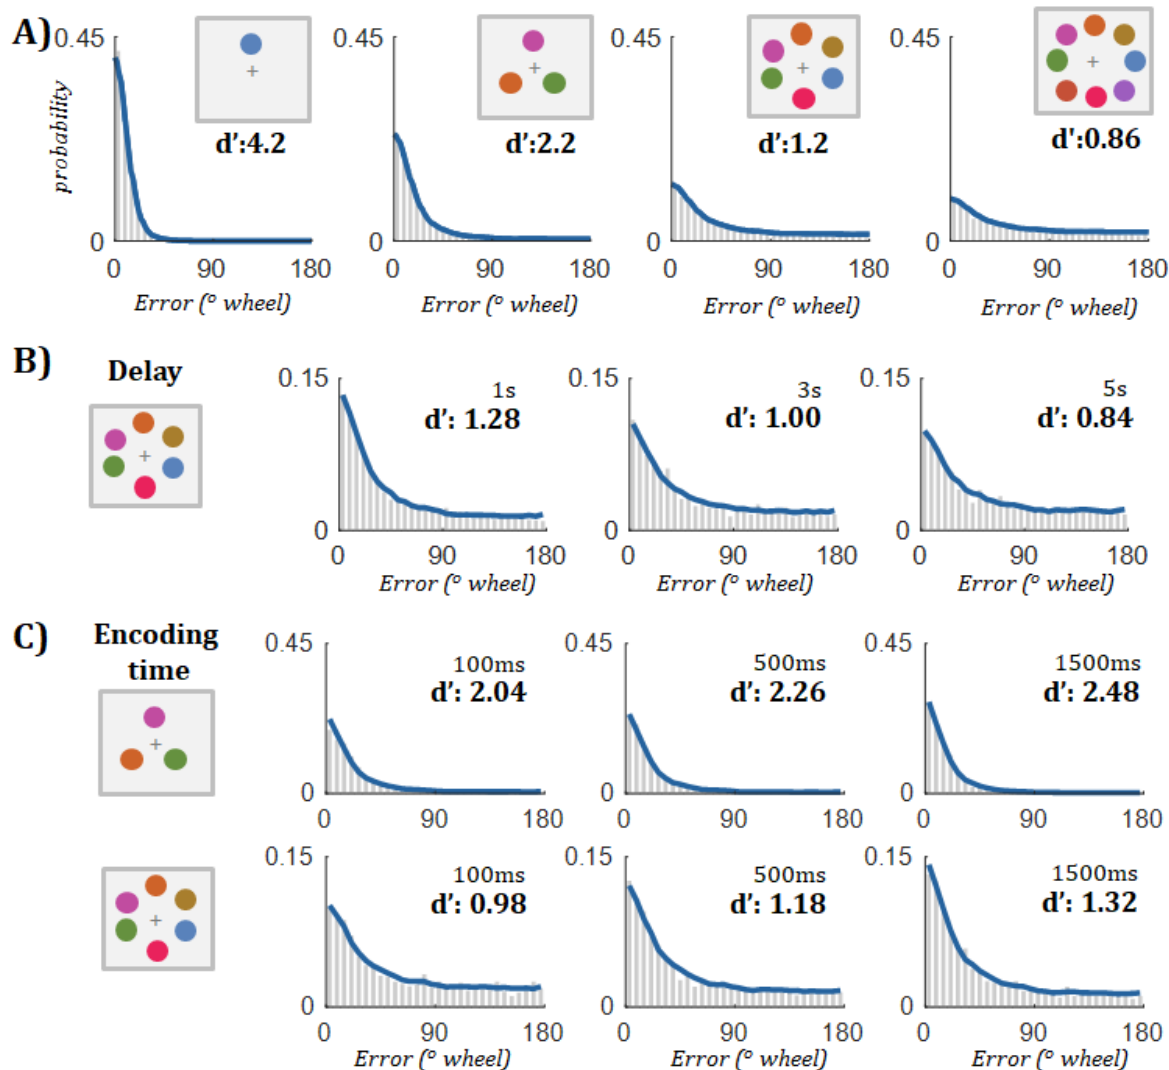 A)
0.45 0.45 0.45 0.45
probability
+ + + +
d':4.2 d':2.2 d':1.2 d':0.86
0 0 0 0
0 90 180 0 90 180 0 90 180 0 90 180
Error (° wheel) Error (° wheel) Error (° wheel) Error (° wheel)
B) Delay
0.15 0.15 0.15
1s 3s 5s
d': 1.28 d': 1.00 d': 0.84
+
0 0 0
0 90 180 0 90 180 0 90 180
Error (° wheel) Error (° wheel) Error (° wheel)
C) Encoding
time
0.45 0.45 0.45
100ms 500ms 1500ms
d': 2.04 d': 2.26 d': 2.48
+
0 0 0
0 90 180 0 90 180 0 90 180
0.15 0.15 0.15
100ms 500ms 1500ms
d': 0.98 d': 1.18 d': 1.32
+
0 0 0
0 90 180 0 90 180 0 90 180
Error (° wheel) Error (° wheel) Error (° wheel)